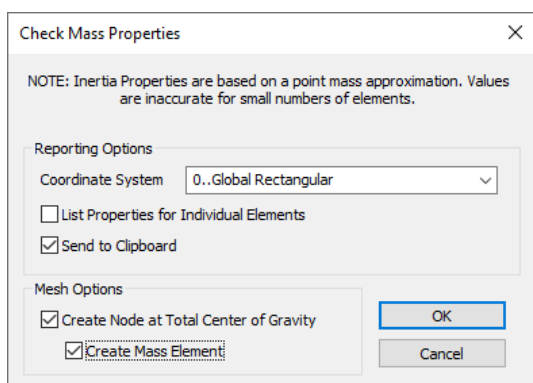 Check Mass Properties
NOTE: Inertia Properties are based on a point mass approximation. Values
are inaccurate for small numbers of elements.
Reporting Options
Coordinate System 0..Global Rectangular
List Properties for Individual Elements
Send to Clipboard
Mesh Options
Create Node at Total Center of Gravity
OK
Create Mass Element
Cancel